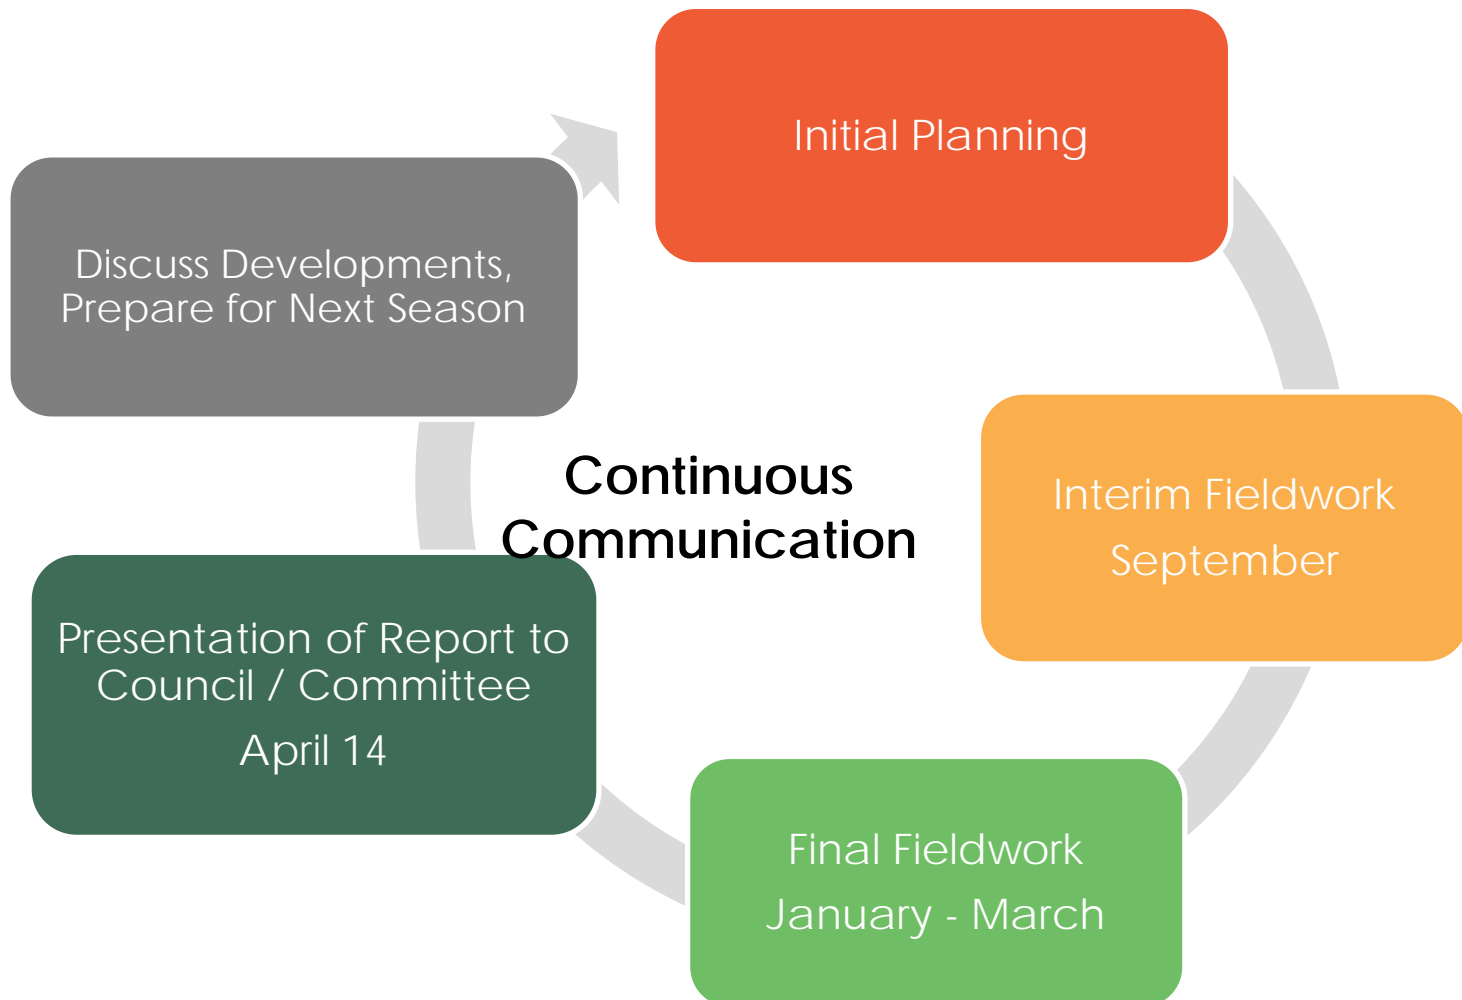 Initial Planning
Interim Fieldwork
September
Final Fieldwork
January - March
Presentation of Report to
Council / Committee
April 14
Discuss Developments,
Prepare for Next Season
Continuous
Communication